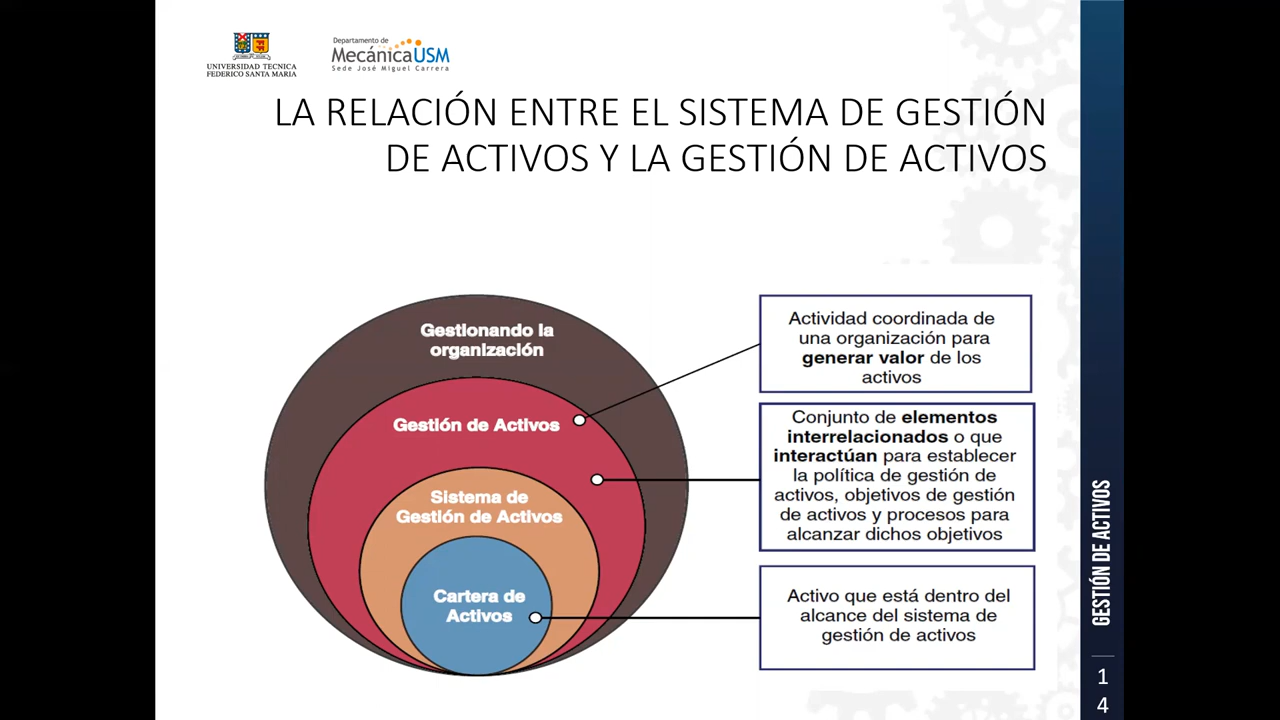 UNIVERSIDAD TECNICA
FEDERICO SANTA MARIA
Departamento de
MecánicaUSM
Sede José Miguel Carrera
LA RELACIÓN ENTRE EL SISTEMA DE GESTIÓN
DE ACTIVOS Y LA GESTIÓN DE ACTIVOS
Gestionando la
organización
Gestión de Activos
Sistema de
Gestión de Activos
Cartera de
Activos
Actividad coordinada de
una organización para
generar valor de los
activos
Conjunto de elementos
interrelacionados o que
interactúan para establecer
la política de gestión de
activos, objetivos de gestión
de activos y procesos para
alcanzar dichos objetivos
Activo que está dentro del
alcance del sistema de
gestión de activos
GESTIÓN DE ACTIVOS
1
4